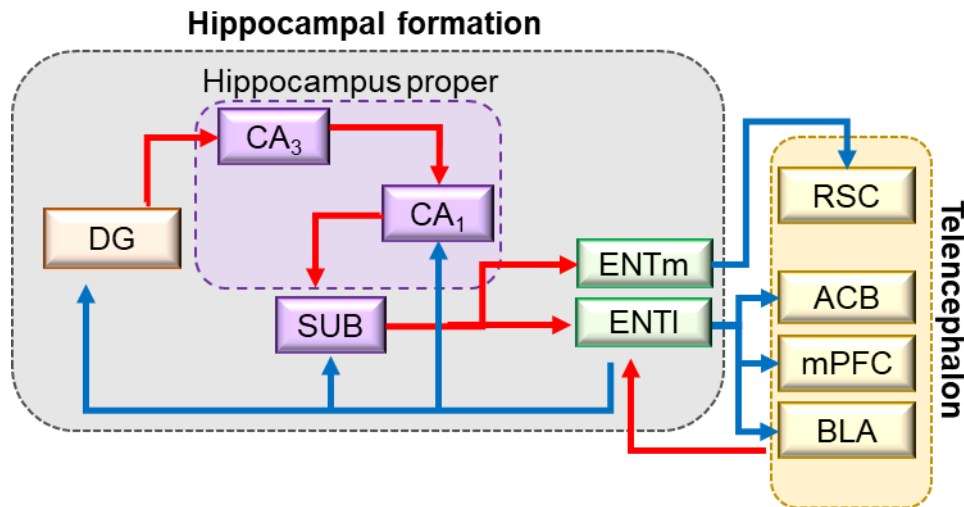 Hippocampal formation
Hippocampus proper
CA3
CA1
DG
SUB
ENTm
ENTl
RSC
ACB
mPFC
BLA
Telencephalon